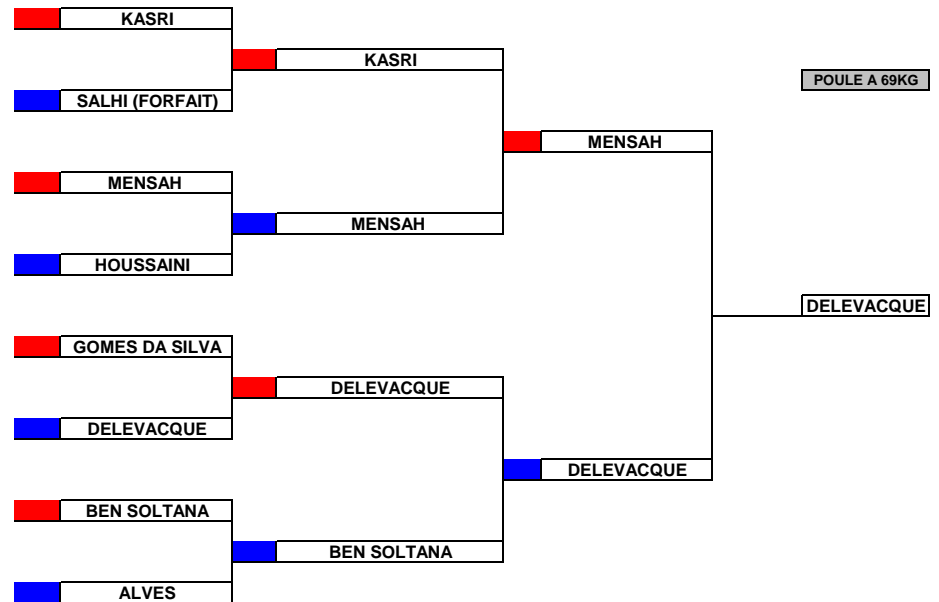 KASRI
KASRI
POULE A 69KG
SALHI (FORFAIT)
MENSAH
MENSAH
MENSAH
HOUSSAINI
DELEVACQUE
GOMES DA SILVA
DELEVACQUE
DELEVACQUE
DELEVACQUE
BEN SOLTANA
BEN SOLTANA
ALVES